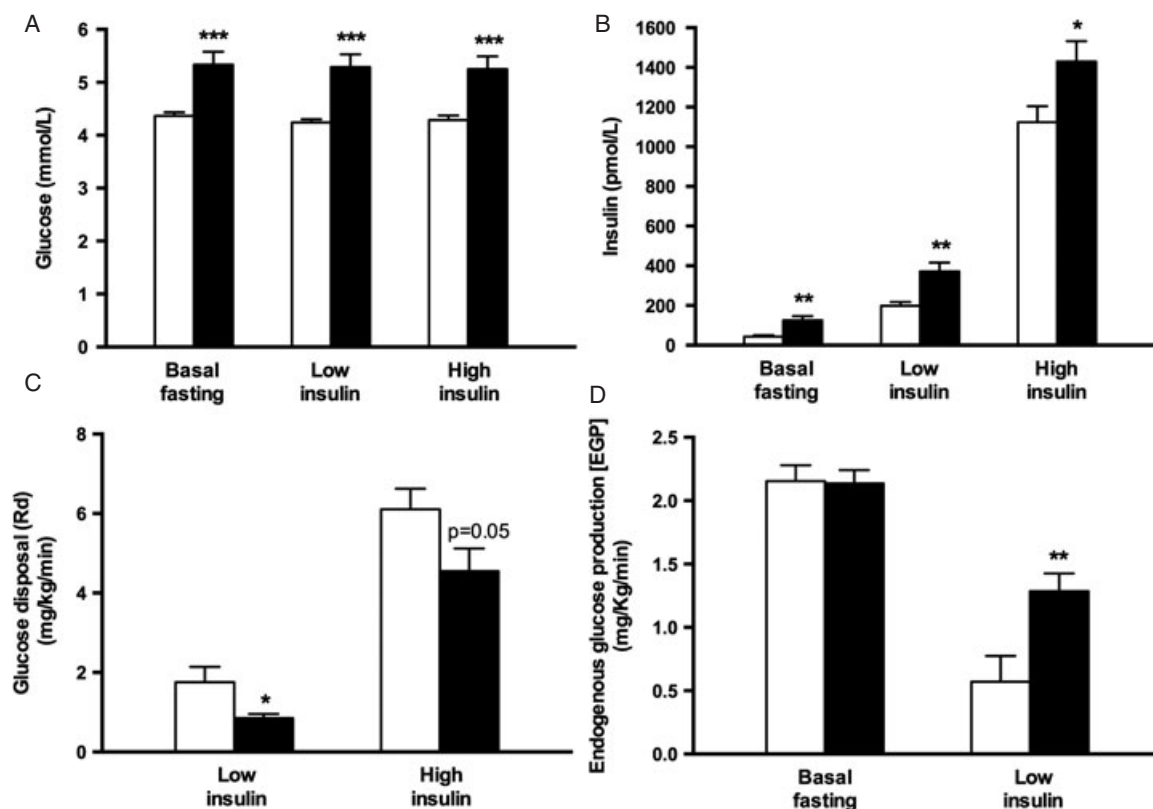 A
Glucose (mmol/L)
6
5
4
3
2
1
0
***
***
***
Basal
fasting
Low
insulin
High
insulin
B
Insulin (pmol/L)
1600
1400
1200
1000
800
600
400
200
0
**
**
*
Basal
fasting
Low
insulin
High
insulin
C
Glucose disposal (Rd)
(mg/kg/min)
8
6
4
2
0
*
p=0.05
Low
insulin
High
insulin
D
Endogenous glucose production [EGP]
(mg/Kg/min)
2.5
2.0
1.5
1.0
0.5
0.0
**
Basal
fasting
Low
insulin